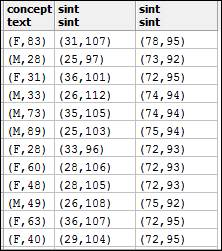 concept sint sint
text sint sint
(F,83) (31,107) (78,95)
(M,28) (25,97) (73,92)
(F,31) (36,101) (72,95)
(M,33) (26,112) (74,94)
(M,73) (35,105) (74,94)
(M,89) (25,103) (75,94)
(F,28) (33,96) (72,93)
(F,60) (28,106) (72,93)
(F,48) (28,105) (72,93)
(M,49) (26,108) (75,92)
(F,63) (36,107) (72,95)
(F,40) (29,104) (72,95)